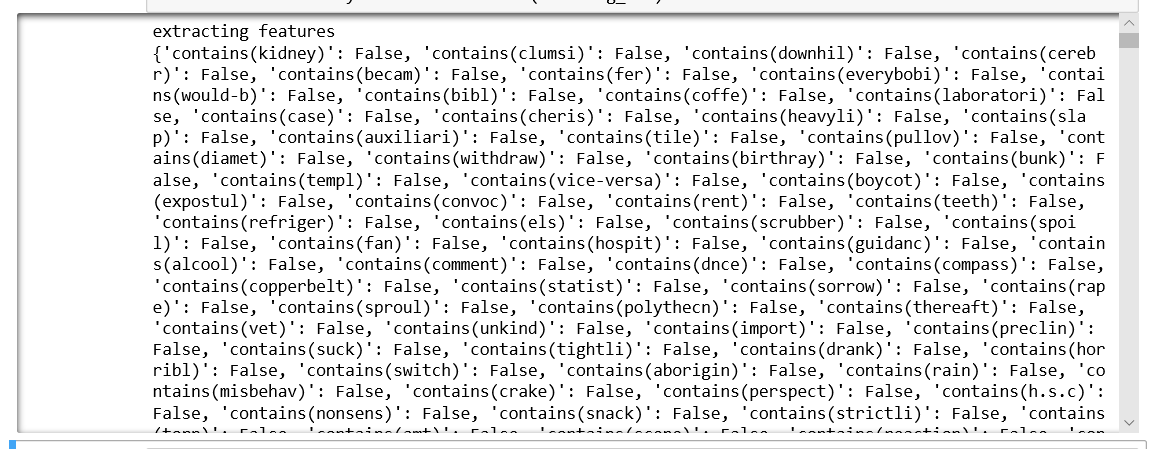 extracting features
{'contains(kidney)': False, 'contains(clumsi)': False, 'contains(downhil)': False, 'contains(cereb
r)': False, 'contains(becam)': False, 'contains(fer)': False, 'contains(everybobi)': False, 'contai
ns(would-b)': False, 'contains(bibl)': False, 'contains(coffe)': False, 'contains(laboratori)': Fal
se, 'contains(case)': False, 'contains(cheris)': False, 'contains(heavyli)': False, 'contains(sla
p)': False, 'contains(auxiliari)': False, 'contains(tile)': False, 'contains(pullov)': False, 'cont
ains(diamet)': False, 'contains(withdraw)': False, 'contains(birthray)': False, 'contains(bunk)': F
alse, 'contains(templ)': False, 'contains(vice-versa)': False, 'contains(boycot)': False, 'contains
(expostul)': False, 'contains(convoc)': False, 'contains(rent)': False, 'contains(teeth)': False,
'contains(refriger)': False, 'contains(els)': False, 'contains(scrubber)': False, 'contains(spoi
l)': False, 'contains(fan)': False, 'contains(hospit)': False, 'contains(guidanc)': False, 'contain
s(alcool)': False, 'contains(comment)': False, 'contains(dnce)': False, 'contains(compass)': False,
'contains(copperbelt)': False, 'contains(statist)': False, 'contains(sorrow)': False, 'contains(rap
e)': False, 'contains(sproul)': False, 'contains(polythecn)': False, 'contains(thereaft)': False,
'contains(vet)': False, 'contains(unkind)': False, 'contains(import)': False, 'contains(preclin)':
False, 'contains(suck)': False, 'contains(tightli)': False, 'contains(drank)': False, 'contains(hor
ribl)': False, 'contains(switch)': False, 'contains(aborigin)': False, 'contains(rain)': False, 'co
ntains(misbehav)': False, 'contains(crake)': False, 'contains(perspect)': False, 'contains(h.s.c)':
False, 'contains(nonsens)': False, 'contains(snack)': False, 'contains(strictli)': False, 'contains